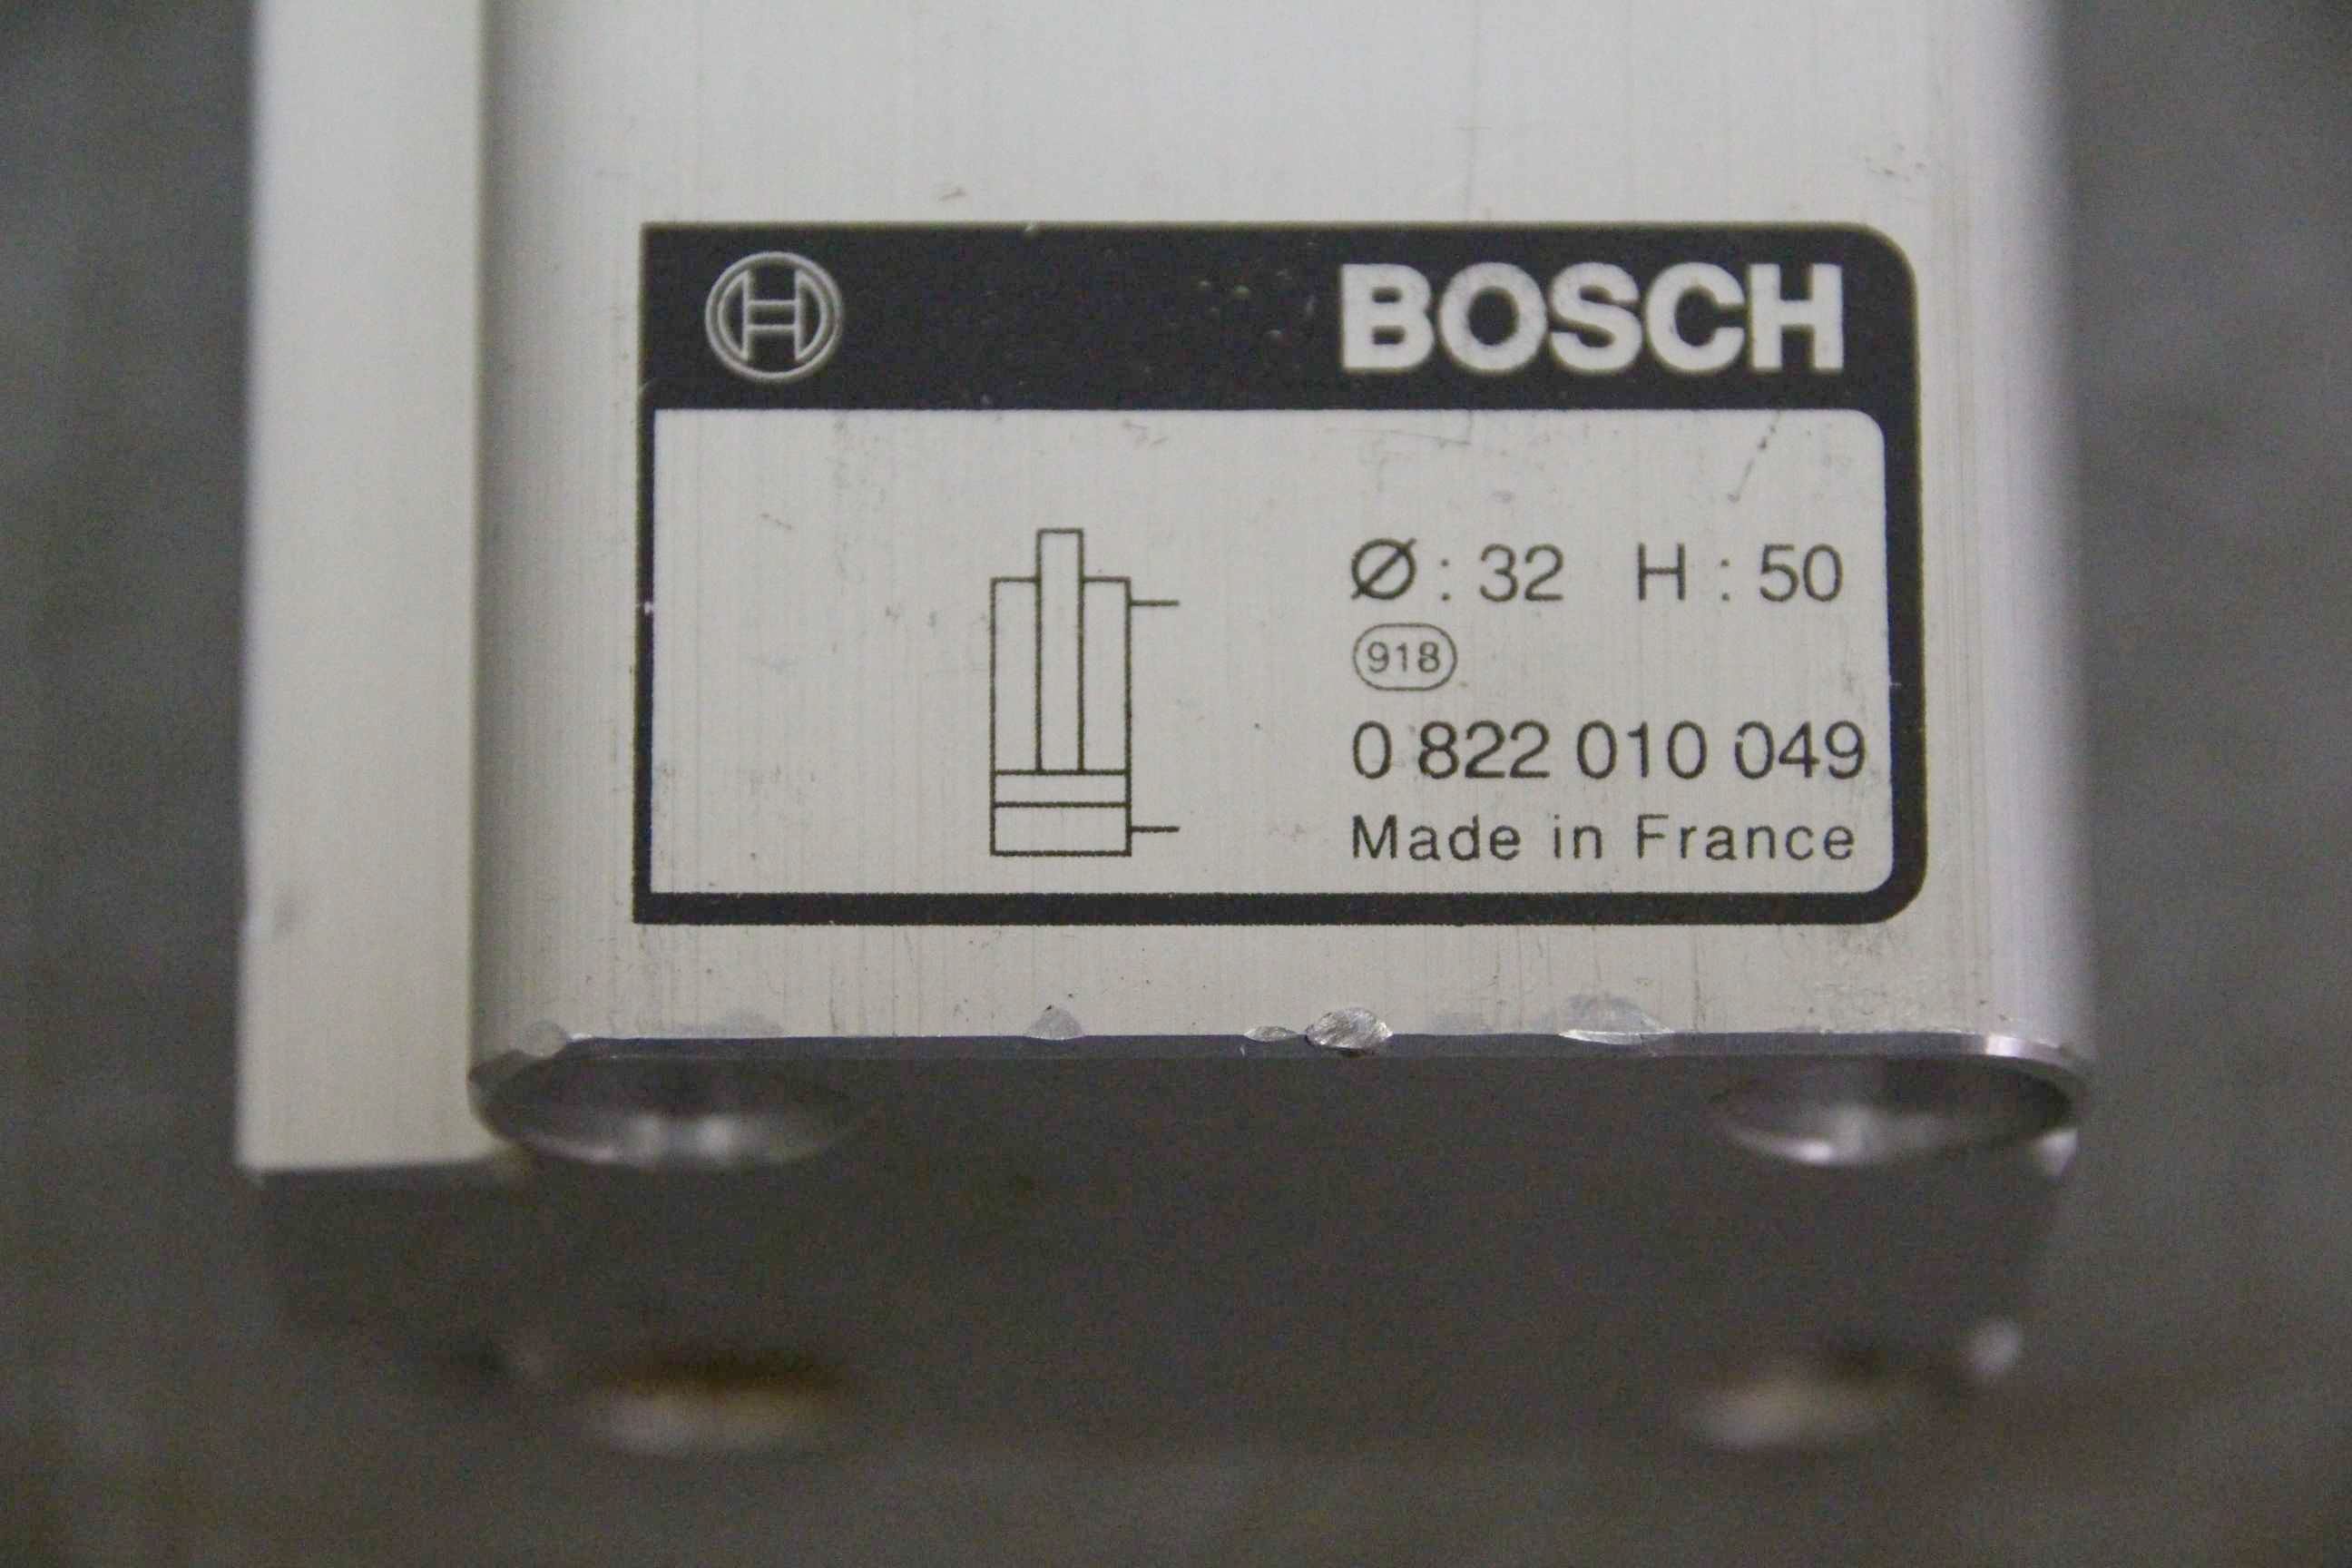 BOSCH
Ø : 32 H : 50
918
0 822 010 049
Made in France